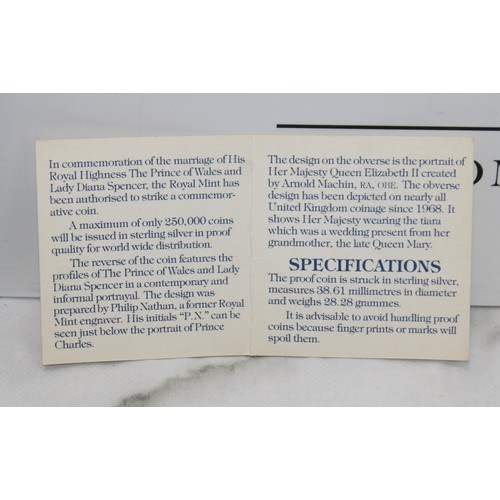 In commemoration of the marriage of His
Royal Highness The Prince of Wales and
Lady Diana Spencer, the Royal Mint has
been authorised to strike a commemor-
ative coin.
A maximum of only 250,000 coins
will be issued in sterling silver in proof
quality for world wide distribution.
The reverse of the coin features the
profiles of The Prince of Wales and Lady
Diana Spencer in a contemporary and
informal portrayal. The design was
prepared by Philip Nathan, a former Royal
Mint engraver. His initials “P.N.” can be
seen just below the portrait of Prince
Charles.
The design on the obverse is the portrait of
Her Majesty Queen Elizabeth II created
by Arnold Machin, RA, OBE. The obverse
design has been depicted on nearly all
United Kingdom coinage since 1968. It
shows Her Majesty wearing the tiara
which was a wedding present from her
grandmother, the late Queen Mary.
SPECIFICATIONS
The proof coin is struck in sterling silver,
measures 38.61 millimetres in diameter
and weighs 28.28 grammes.
It is advisable to avoid handling proof
coins because finger prints or marks will
spoil them.